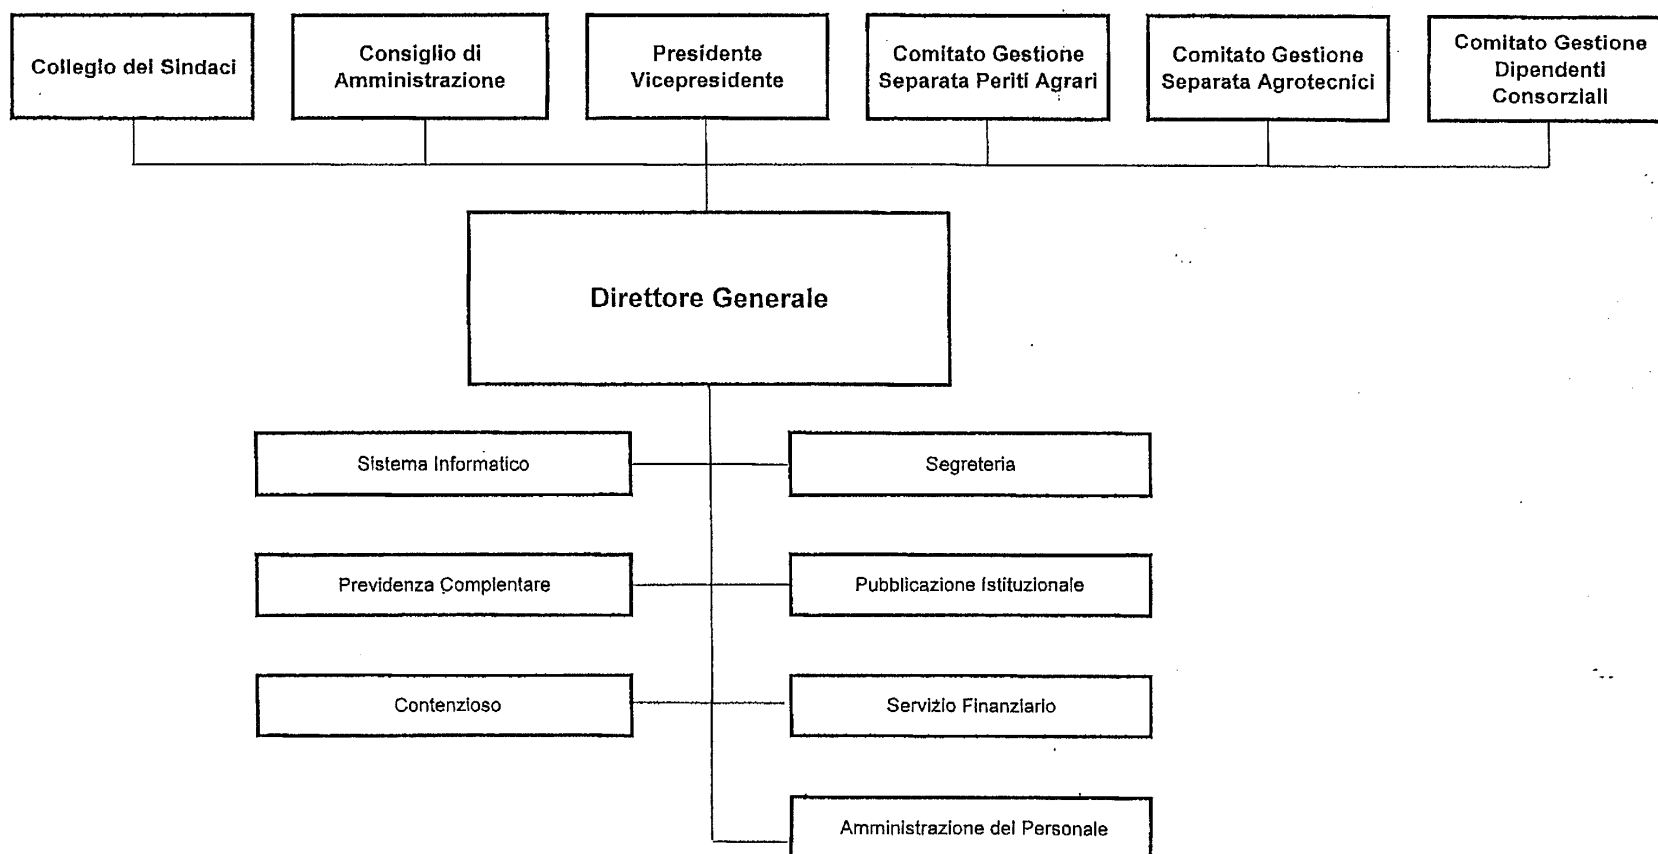 Collegio dei Sindaci
Consiglio di
Amministrazione
Presidente
Vicepresidente
Comitato Gestione
Separata Periti Agrari
Comitato Gestione
Separata Agrotecnici
Comitato Gestione
Dipendenti
Consorziali
Direttore Generale
Sistema Informatico
Segreteria
Previdenza Complentare
Pubblicazione Istituzionale
Contenzioso
Servizio Finanziario
Amministrazione del Personale